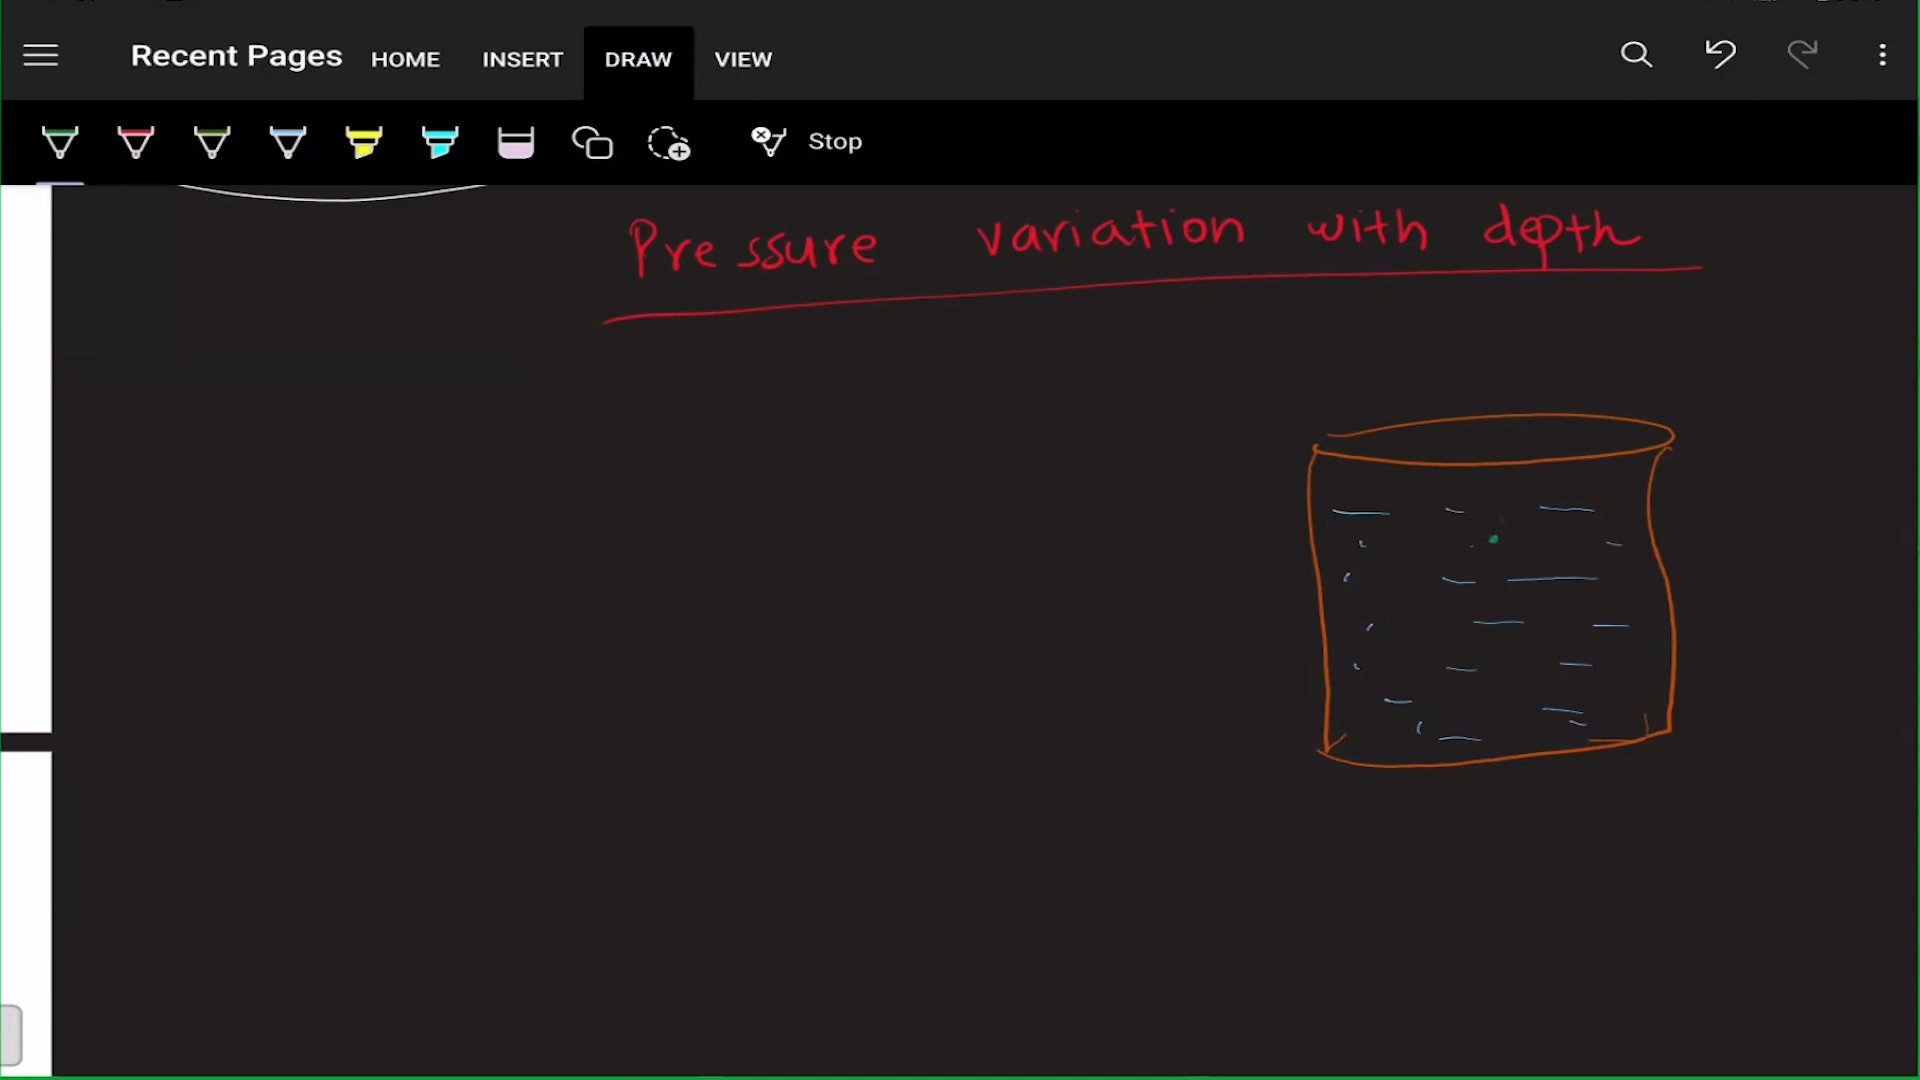 Recent Pages HOME INSERT DRAW VIEW
Stop
Pressure variation with depth